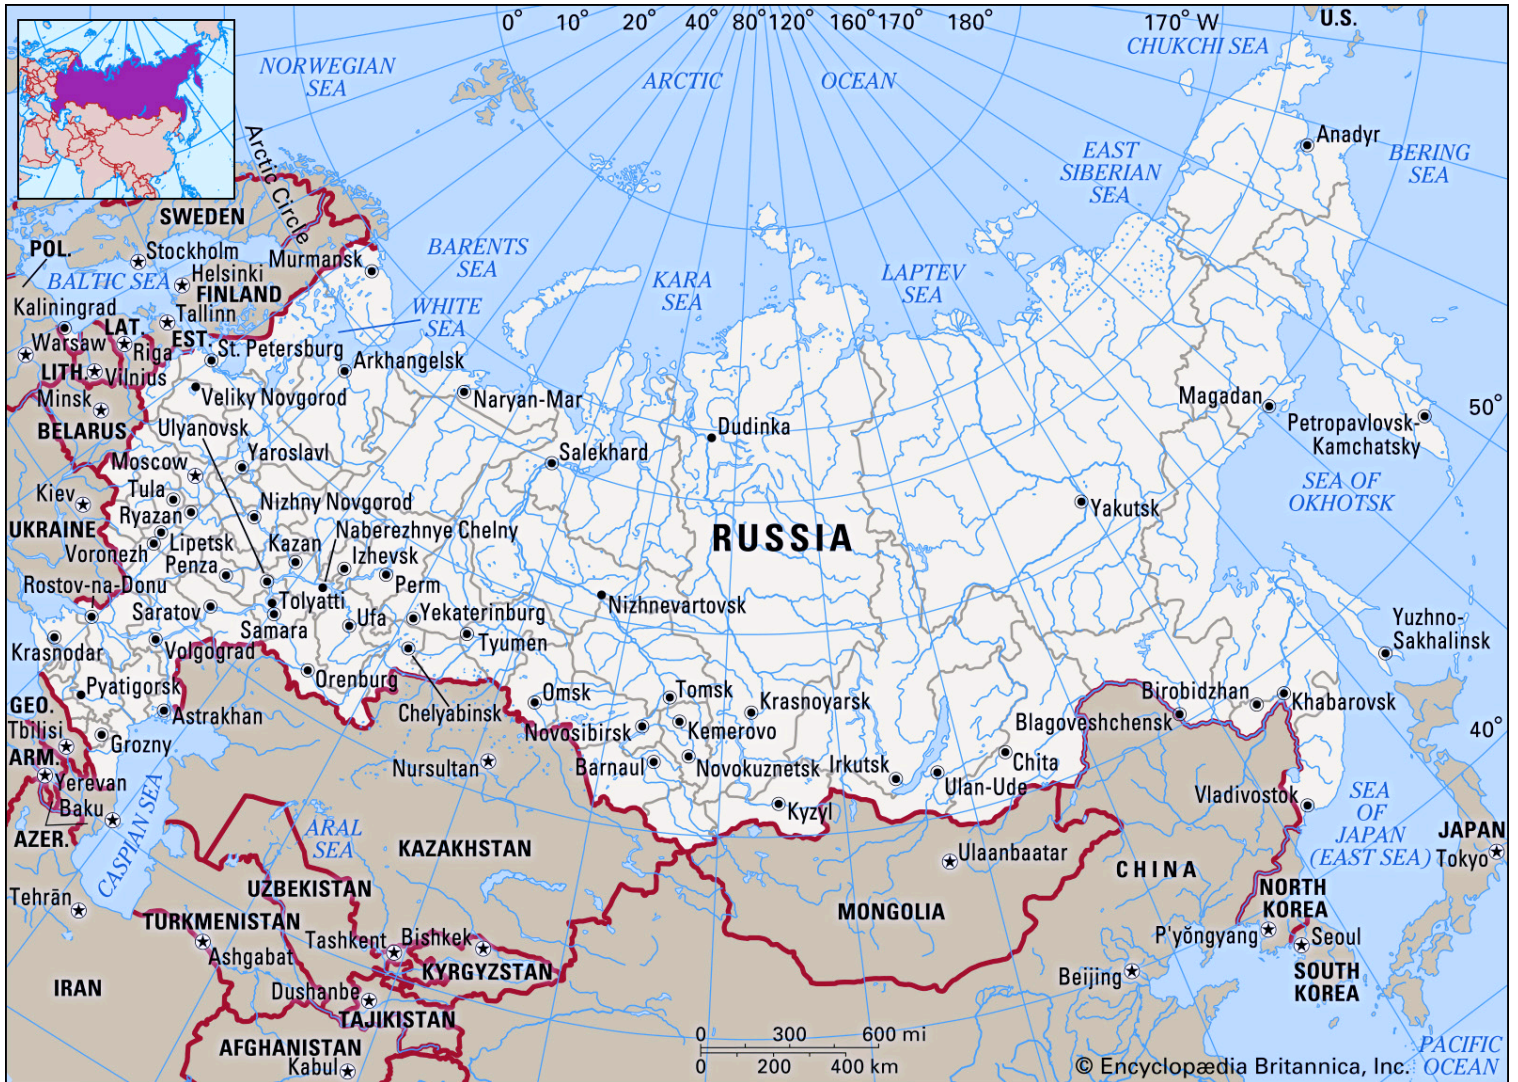 0° 10° 20° 40° 80° 120° 160° 170° 180° 170° W
U.S.
CHUKCHI SEA
NORWEGIAN
SEA
ARCTIC OCEAN
Arctic Circle
Anadyr
EAST
SIBERIAN
SEA
BERING
SEA
SWEDEN
POL.
Stockholm
BALTIC SEA
Helsinki
FINLAND
Murmansk
BARENTS
SEA
KARA
SEA
LAPTEV
SEA
Kaliningrad
Tallinn
WHITE
SEA
LAT.
EST.
Warsaw
Riga
St. Petersburg
Arkhangelsk
LITH.
Vilnius
Minsk
Veliky Novgorod
Naryan-Mar
Magadan
50°
BELARUS
Ulyanovsk
Dudinka
Petropavlovsk-
Kamchatsky
Moscow
Yaroslavl
Salekhard
SEA OF
OKHOTSK
Kiev
Tula
Nizhny Novgorod
Yakutsk
UKRAINE
Ryazan
Naberezhnye Chelny
RUSSIA
Voronezh
Lipetsk
Kazan
Izhevsk
Penza
Perm
Rostov-na-Donu
Saratov
Tolyatti
Samara
Ufa
Yekaterinburg
Nizhnevartovsk
Yuzhno-
Sakhalinsk
Krasnodar
Volgograd
Tyumen
Pyatigorsk
Orenburg
Omsk
Tomsk
Krasnoyarsk
Birobidzhan
Khabarovsk
GEO.
Astrakhan
Chelyabinsk
Novosibirsk
Kemerovo
Blagoveshchensk
40°
Tbilisi
Grozny
ARM.
Nursultan
Barnaul
Novokuznetsk
Irkutsk
Chita
Ulan-Ude
Yerevan
Baku
CASPIAN SEA
Kyzyl
Vladivostok
SEA
OF
JAPAN
(EAST SEA)
AZER.
ARAL
SEA
KAZAKHSTAN
Ulaanbaatar
JAPAN
Tokyo
CHINA
Tehrān
UZBEKISTAN
NORTH
KOREA
TURKMENISTAN
MONGOLIA
Tashkent
Bishkek
P'yŏngyang
Seoul
Ashgabat
KYRGYZSTAN
Beijing
SOUTH
KOREA
IRAN
Dushanbe
TAJIKISTAN
AFGHANISTAN
Kabul
0 300 600 mi
0 200 400 km
PACIFIC
OCEAN
© Encyclopædia Britannica, Inc.